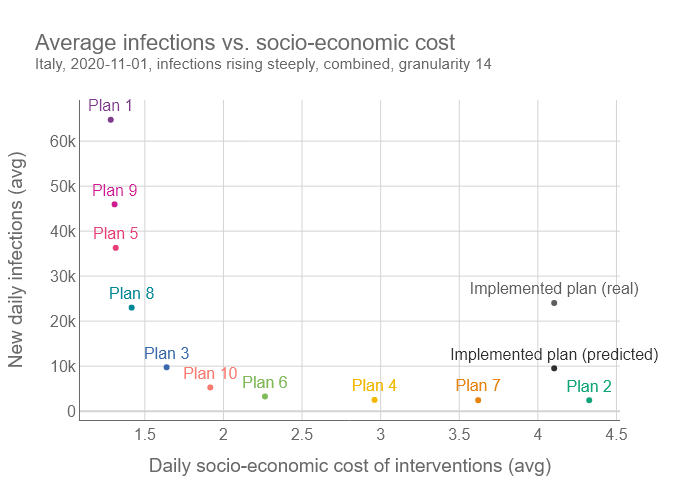 Average infections vs. socio-economic cost
Italy, 2020-11-01, infections rising steeply, combined, granularity 14
New daily infections (avg)
60k
50k
40k
30k
20k
10k
0
Plan 1
Plan 9
Plan 5
Plan 8
Implemented plan (real)
Plan 3
Implemented plan (predicted)
Plan 10
Plan 6
Plan 4
Plan 7
Plan 2
1.5
2
2.5
3
3.5
4
4.5
Daily socio-economic cost of interventions (avg)